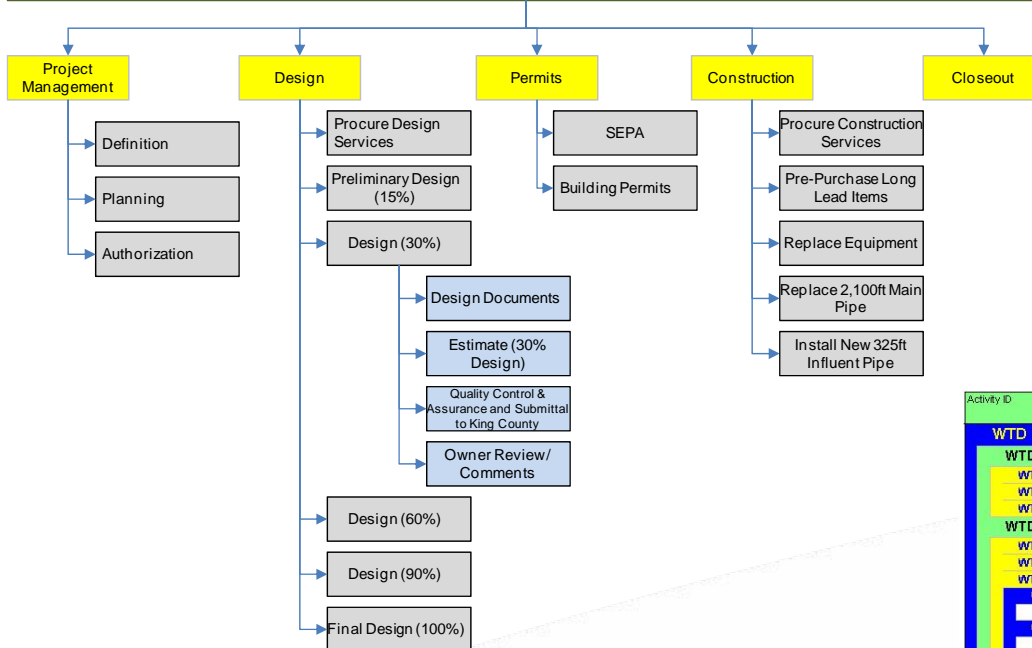 Project
Management
Design
Permits
Construction
Closeout
Definition
Planning
Authorization
Procure Design
Services
Preliminary Design
(15%)
Design (30%)
Design Documents
Estimate (30%
Design)
Quality Control &
Assurance and Submittal
to King County
Owner Review/
Comments
Design (60%)
Design (90%)
Final Design (100%)
SEPA
Building Permits
Procure Construction
Services
Pre-Purchase Long
Lead Items
Replace Equipment
Replace 2,100ft Main
Pipe
Install New 325ft
Influent Pipe
Activity ID
WTD
WTD
WTD